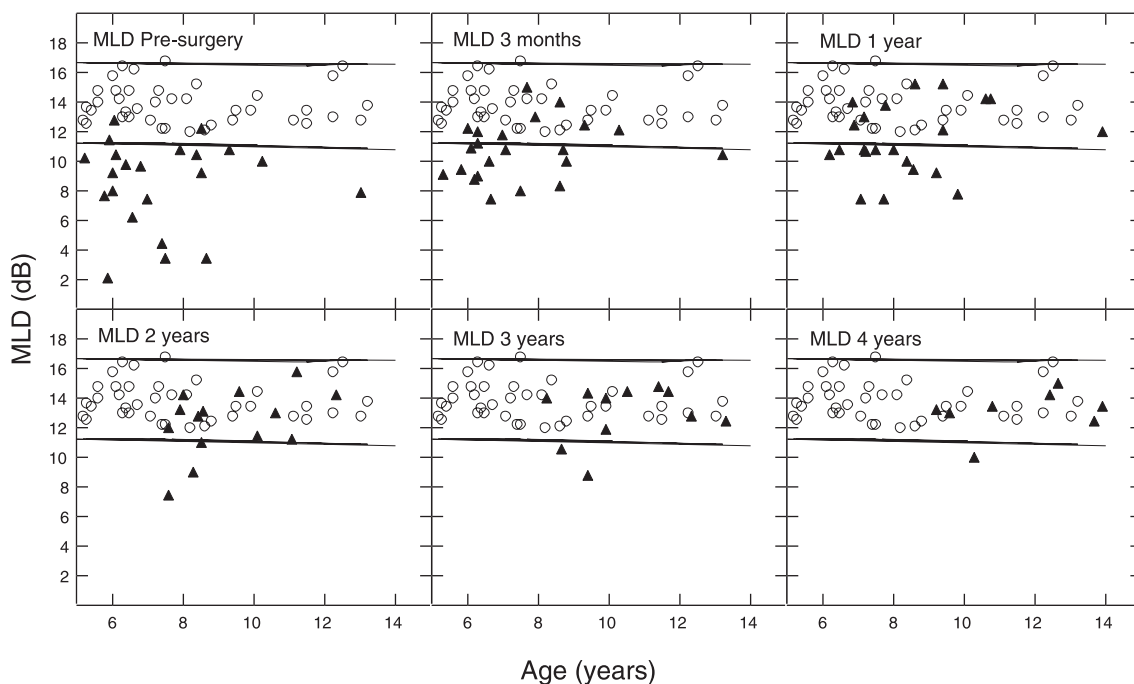 MLD Pre-surgery
MLD 3 months
MLD 1 year
18
16
14
12
10
8
6
4
2
MLD 2 years
MLD 3 years
MLD 4 years
18
16
14
12
10
8
6
4
2
MLD (dB)
6 8 10 12 14 6 8 10 12 14 6 8 10 12 14
Age (years)